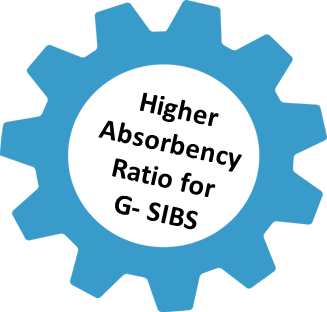 Higher
Absorbency
Ratio for
G- SIBS